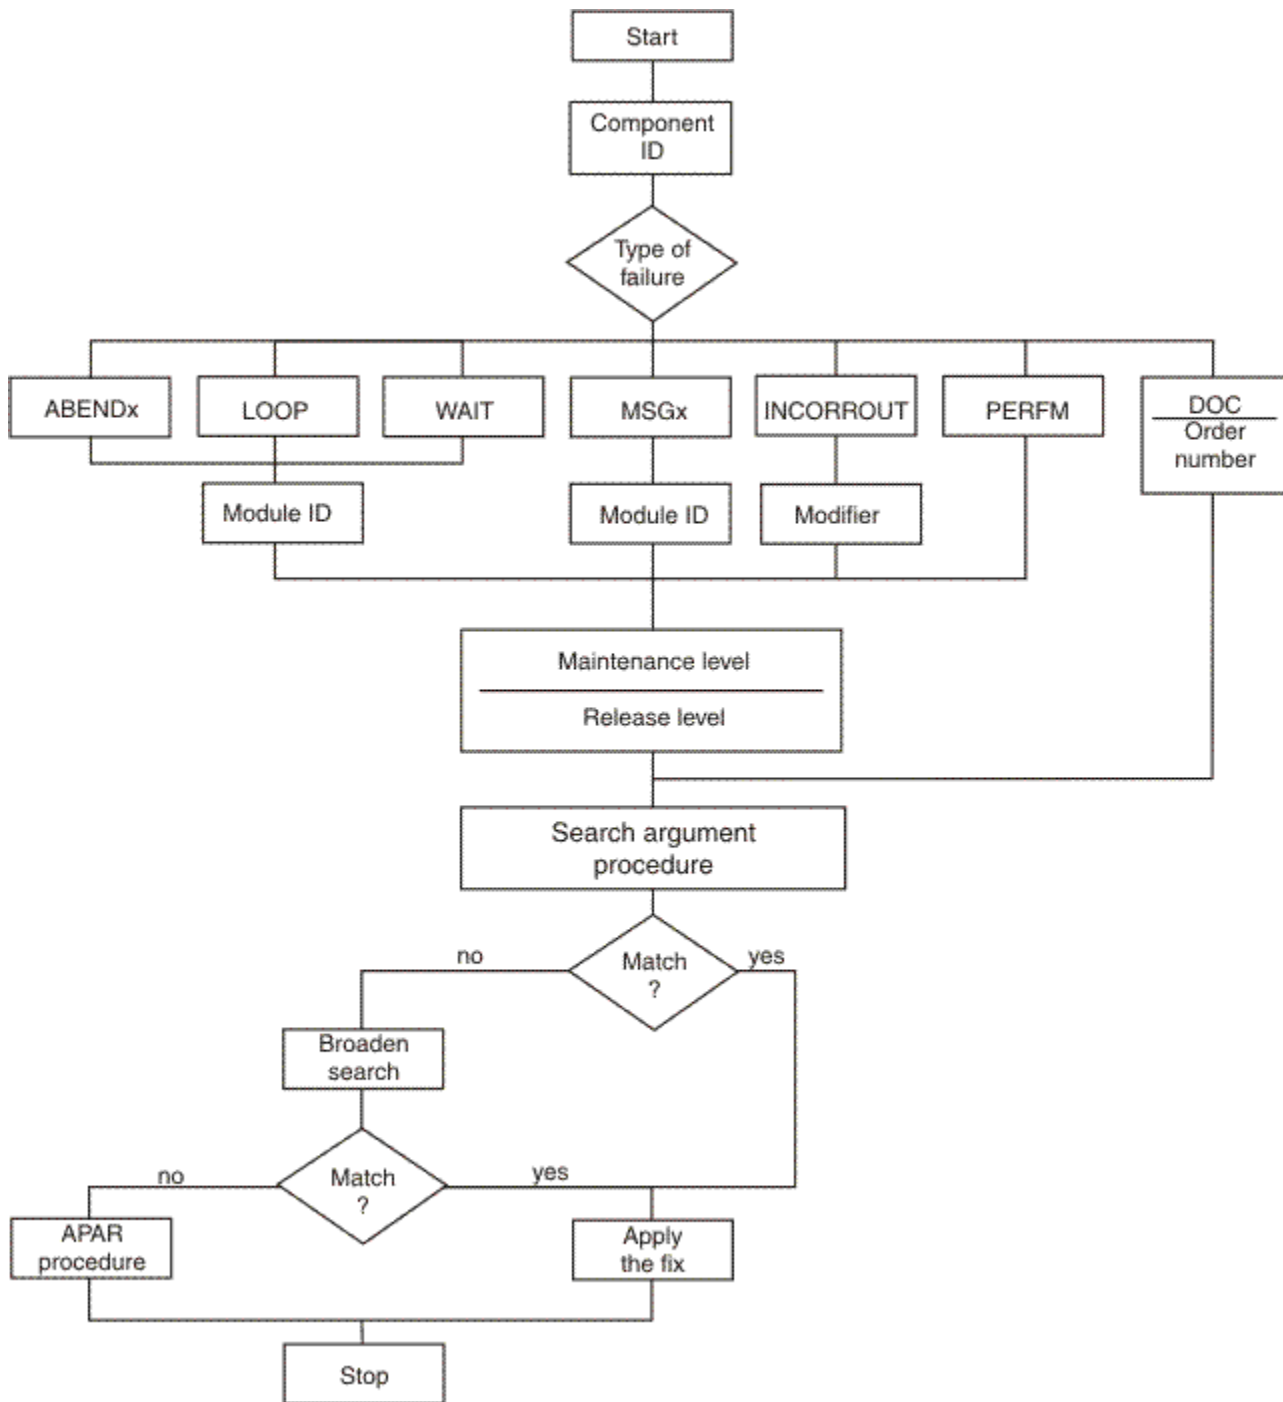 Start
Component
ID
Type of
failure
ABENDx
LOOP
WAIT
MSGx
INCORROUT
PERFM
DOC
Order
number
Module ID
Module ID
Modifier
Maintenance level
Release level
Search argument
procedure
no
Match
?
yes
Broaden
search
no
Match
?
yes
APAR
procedure
Apply
the fix
Stop